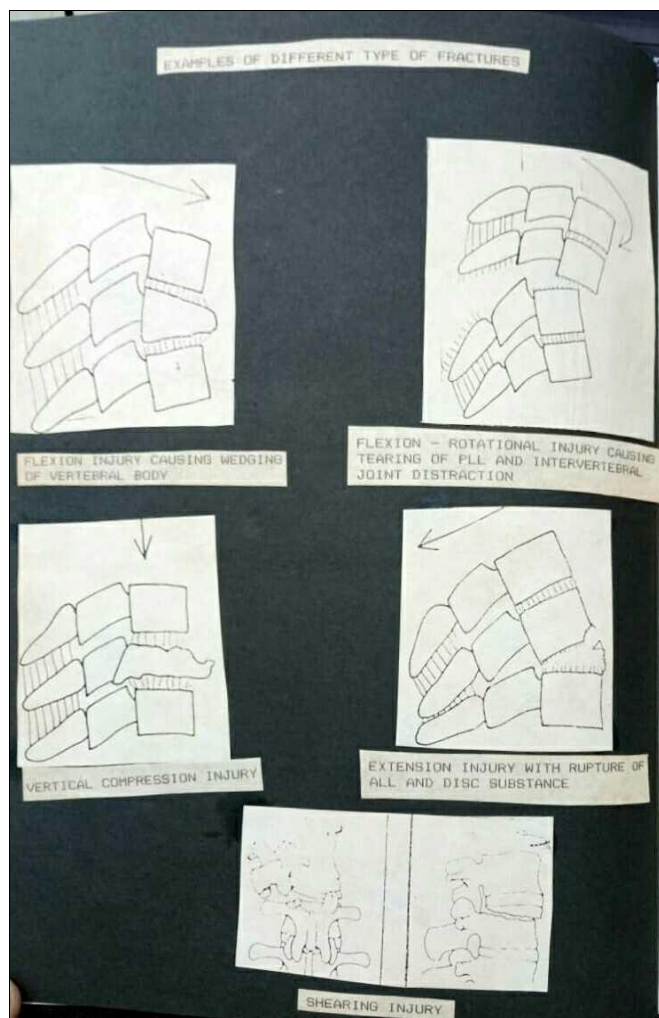 EXAMPLES OF DIFFERENT TYPE OF FRACTURES
FLEXION INJURY CAUSING WEDGING
OF VERTEBRAL BODY
FLEXION - ROTATIONAL INJURY CAUSING
TEARING OF PLL AND INTERVERTEBRAL
JOINT DISTRACTION
VERTICAL COMPRESSION INJURY
EXTENSION INJURY WITH RUPTURE OF
ALL AND DISC SUBSTANCE
SHEARING INJURY